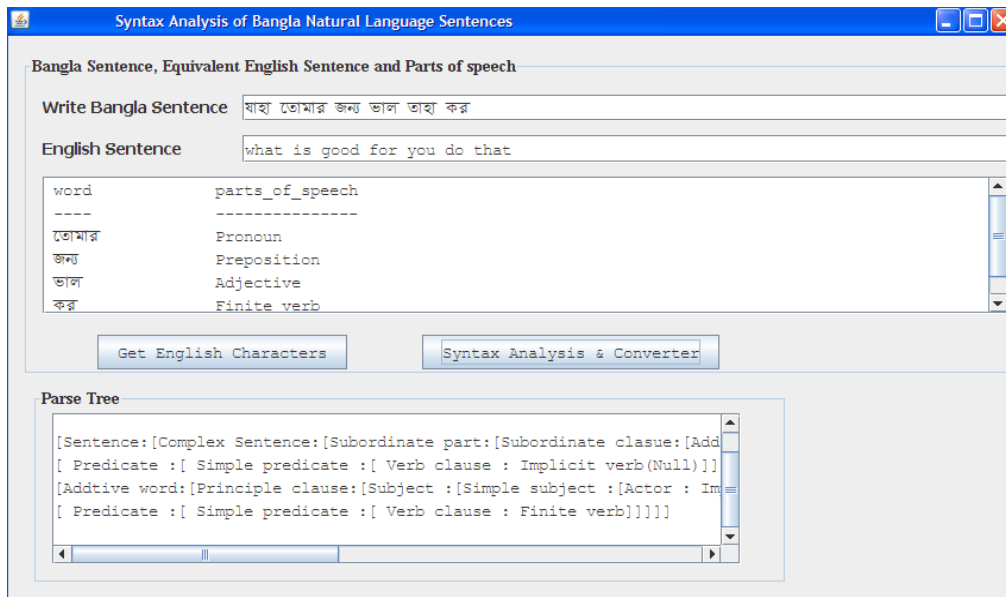 Syntax Analysis of Bangla Natural Language Sentences
Bangla Sentence, Equivalent English Sentence and Parts of speech
Write Bangla Sentence যাহা তোমার জন্য ভাল তাহা কর
English Sentence what is good for you do that
word parts_of_speech
---- ---------------
তোমার Pronoun
জন্য Preposition
ভাল Adjective
কর Finite verb
Get English Characters Syntax Analysis & Converter
Parse Tree
[Sentence:[Complex Sentence:[Subordinate part:[Subordinate clasue:[Add
[ Predicate :[ Simple predicate :[ Verb clause : Implicit verb(Null)]]
[Addtive word:[Principle clause:[Subject :[Simple subject :[Actor : Im
[ Predicate :[ Simple predicate :[ Verb clause : Finite verb]]]]]